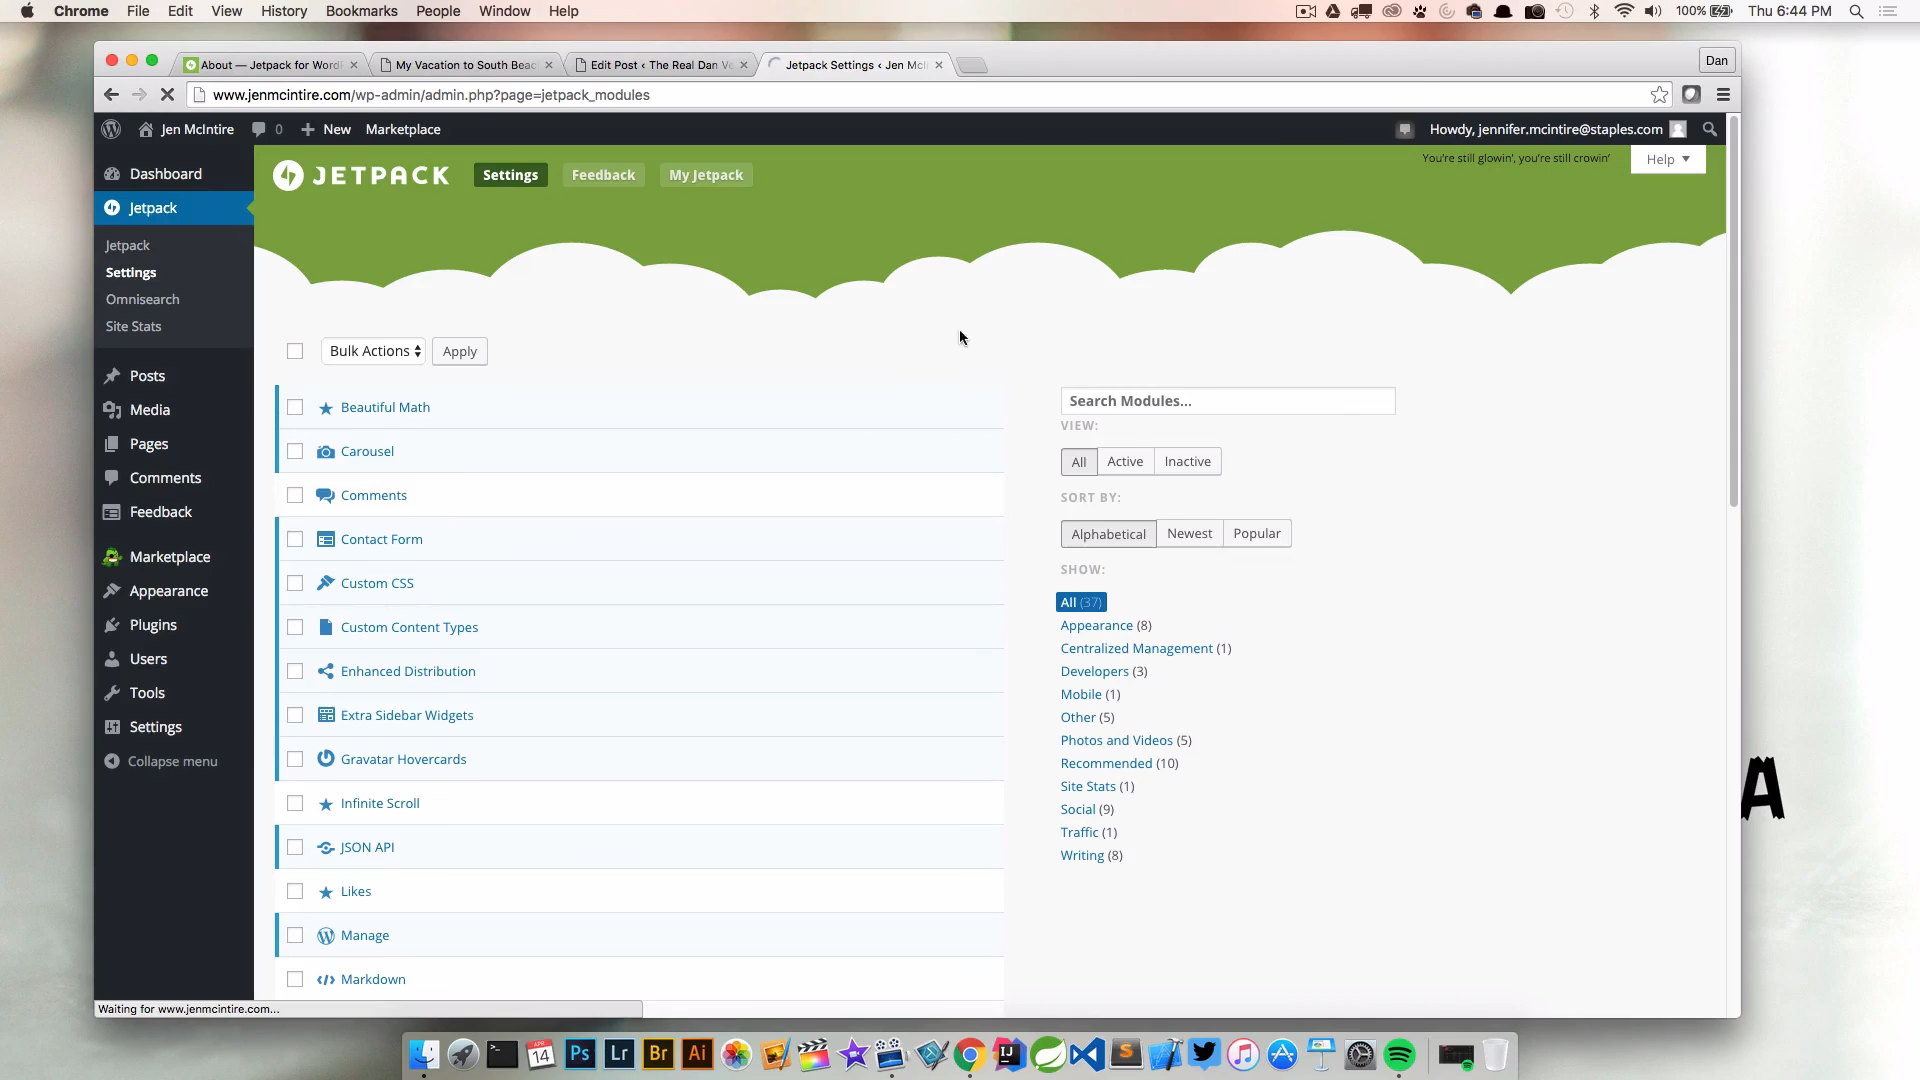 Chrome File Edit View History Bookmarks People Window Help 100% Thu 6:44 PM
About — Jetpack for Word
My Vacation to South Beac
Edit Post ‹ The Real Dan Ve
Jetpack Settings ‹ Jen McI
Dan
www.jenmcintire.com/wp-admin/admin.php?page=jetpack_modules
Jen McIntire 0 New Marketplace Howdy, jennifer.mcintire@staples.com
Dashboard
Jetpack
Jetpack
Settings
Omnisearch
Site Stats
Posts
Media
Pages
Comments
Feedback
Marketplace
Appearance
Plugins
Users
Tools
Settings
Collapse menu
JETPACK Settings Feedback My Jetpack
You're still glowin', you're still crowin'
Help
Bulk Actions Apply
Beautiful Math
Carousel
Comments
Contact Form
Custom CSS
Custom Content Types
Enhanced Distribution
Extra Sidebar Widgets
Gravatar Hovercards
Infinite Scroll
JSON API
Likes
Manage
Markdown
Search Modules...
VIEW:
All Active Inactive
SORT BY:
Alphabetical Newest Popular
SHOW:
All (37)
Appearance (8)
Centralized Management (1)
Developers (3)
Mobile (1)
Other (5)
Photos and Videos (5)
Recommended (10)
Site Stats (1)
Social (9)
Traffic (1)
Writing (8)
A
Waiting for www.jenmcintire.com...
14 Ps Lr Br Ai IJ S